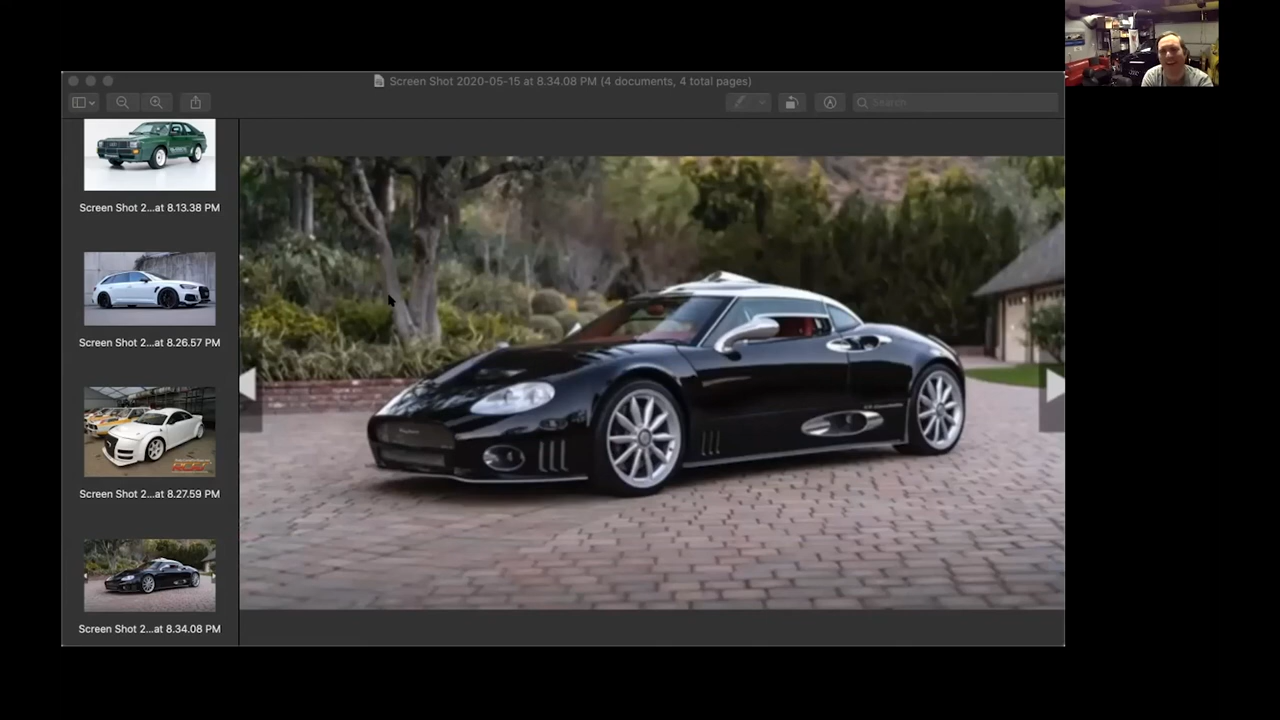 Screen Shot 2020-05-15 at 8.34.08 PM (4 documents, 4 total pages)
Search
Screen Shot 2...at 8.13.38 PM
Screen Shot 2...at 8.26.57 PM
Screen Shot 2...at 8.27.59 PM
Screen Shot 2...at 8.34.08 PM